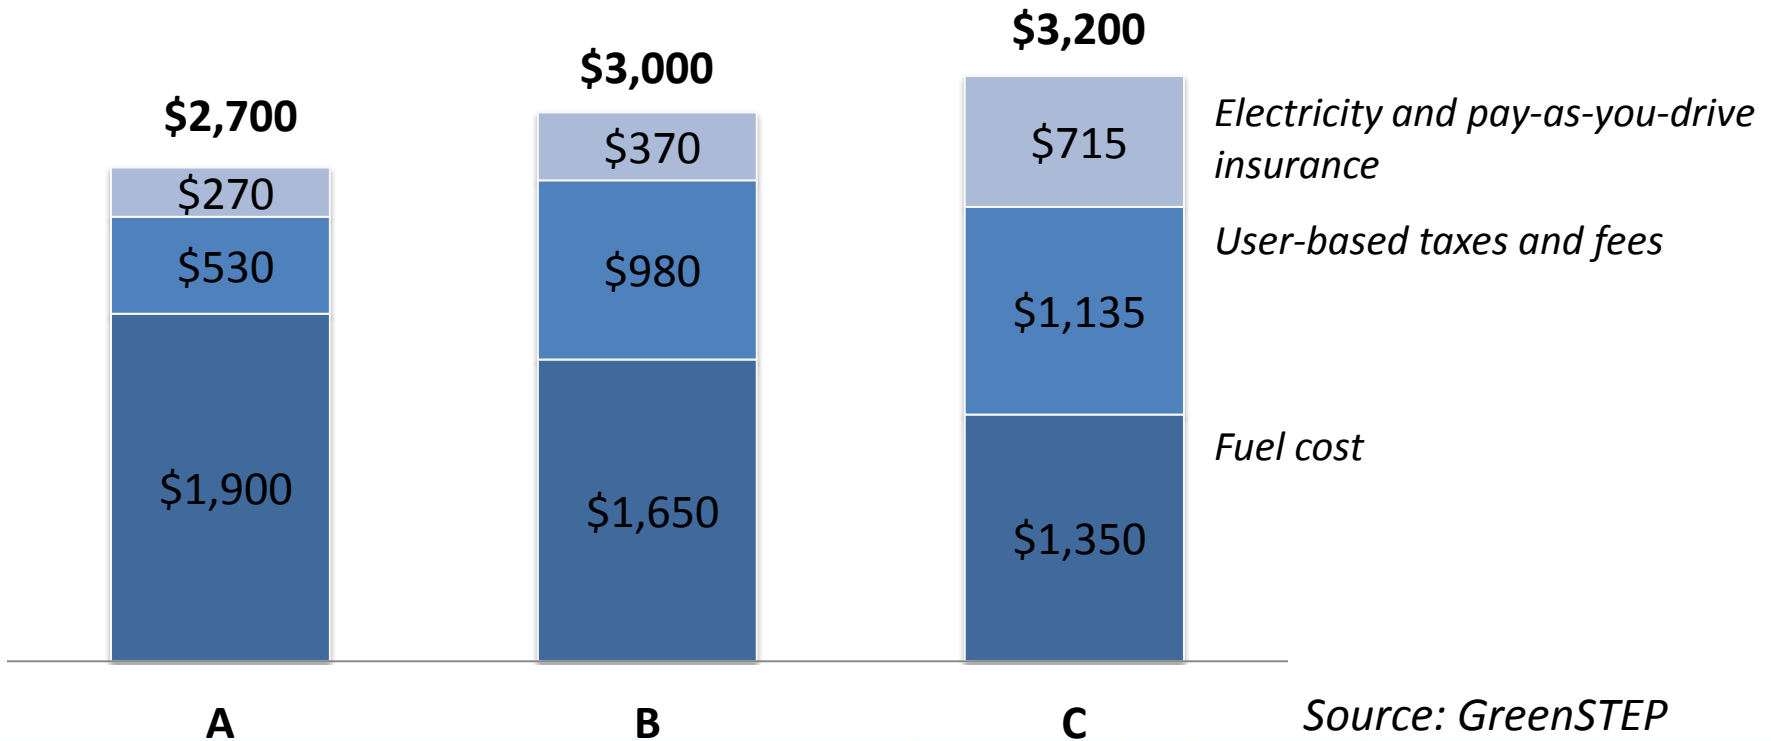 $3,200
$3,000
$2,700
Electricity and pay-as-you-drive
insurance
$270
$370
$715
User-based taxes and fees
$530
$980
$1,135
Fuel cost
$1,900
$1,650
$1,350
A
B
C
Source: GreenSTEP